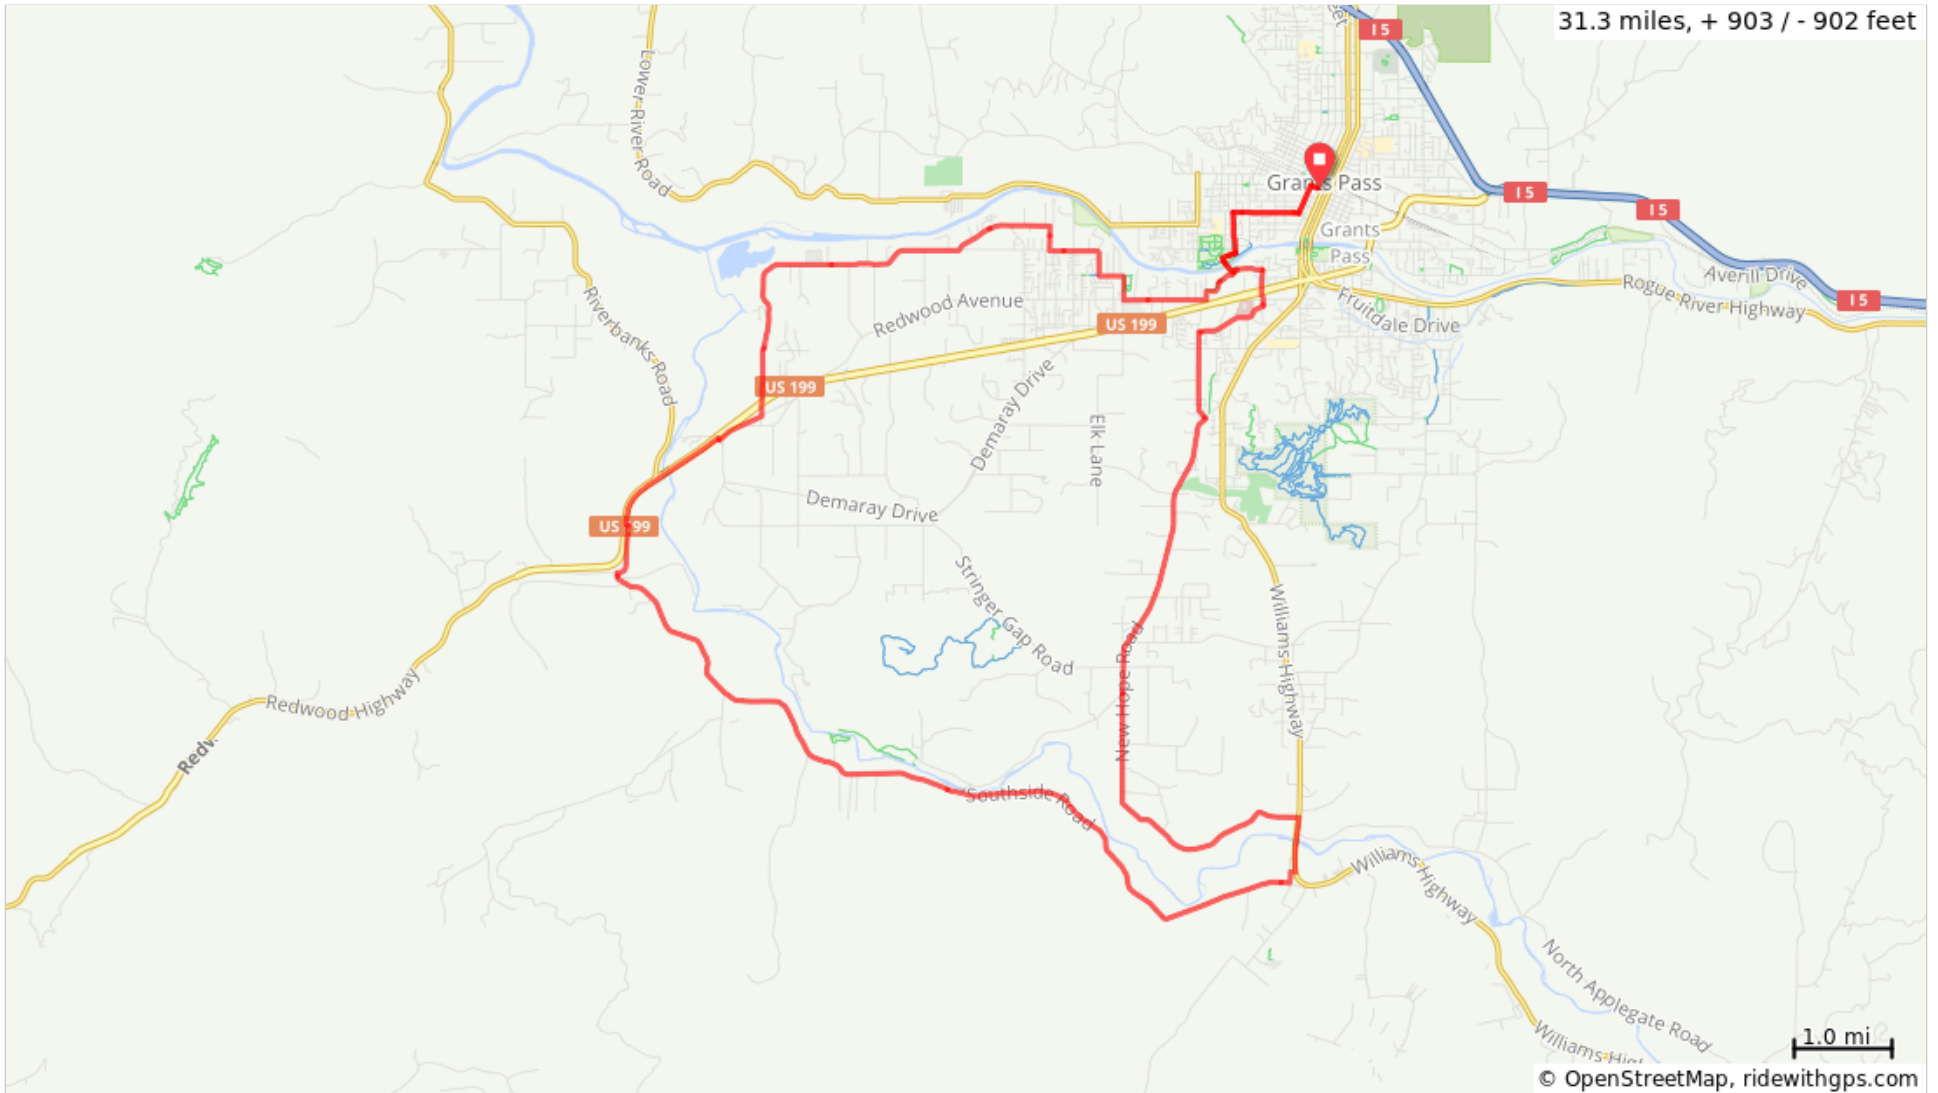 31.3 miles, + 903 / - 902 feet
eet
I 5
Lower River Road
Grants Pass
I 5
I 5
Grants
Pass
Averill Drive
Rogue River Highway
I 5
Riverbanks Road
Redwood Avenue
US 199
Fruitdale Drive
US 199
Demaray Drive
Elk Lane
Demaray Drive
US 199
Stringer Gap Road
Williams Highway
New Hope Road
Redwood Highway
Redw
Southside Road
Williams Highway
North Applegate Road
Williams High
1.0 mi
© OpenStreetMap, ridewithgps.com